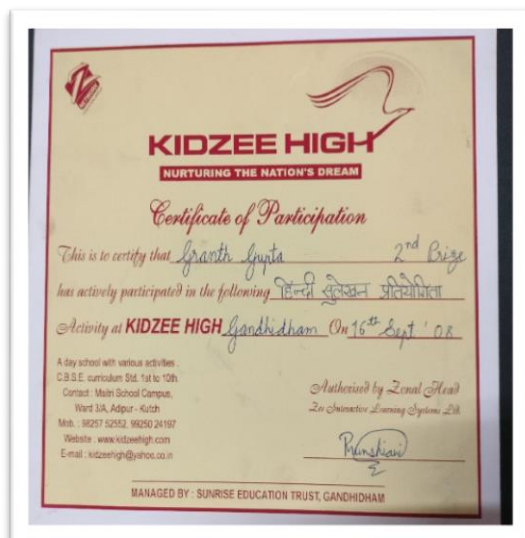 KIDZEE HIGH
NURTURING THE NATION'S DREAM
Certificate of Participation
This is to certify that Granth Gupta 2nd Prize
has actively participated in the following हिन्दी सुलेखन प्रतियोगिता
Activity at KIDZEE HIGH Gandhidham On 16th Sept '08
A day school with various activities.
C.B.S.E. curriculum Std. 1st to 10th
Contact : Maitri School Campus,
Ward 3/A, Adipur - Kutch
Mob. : 98257 52552, 99250 24197
Website : www.kidzeehigh.com
E-mail : kidzeehigh@yahoo.co.in
Authorised by Zonal Head
Zee Interactive Learning Systems Ltd.
MANAGED BY : SUNRISE EDUCATION TRUST, GANDHIDHAM